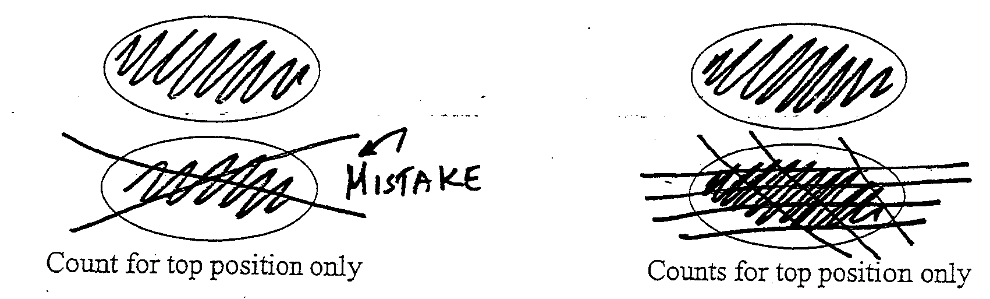 MISTAKE
Count for top position only
Counts for top position only